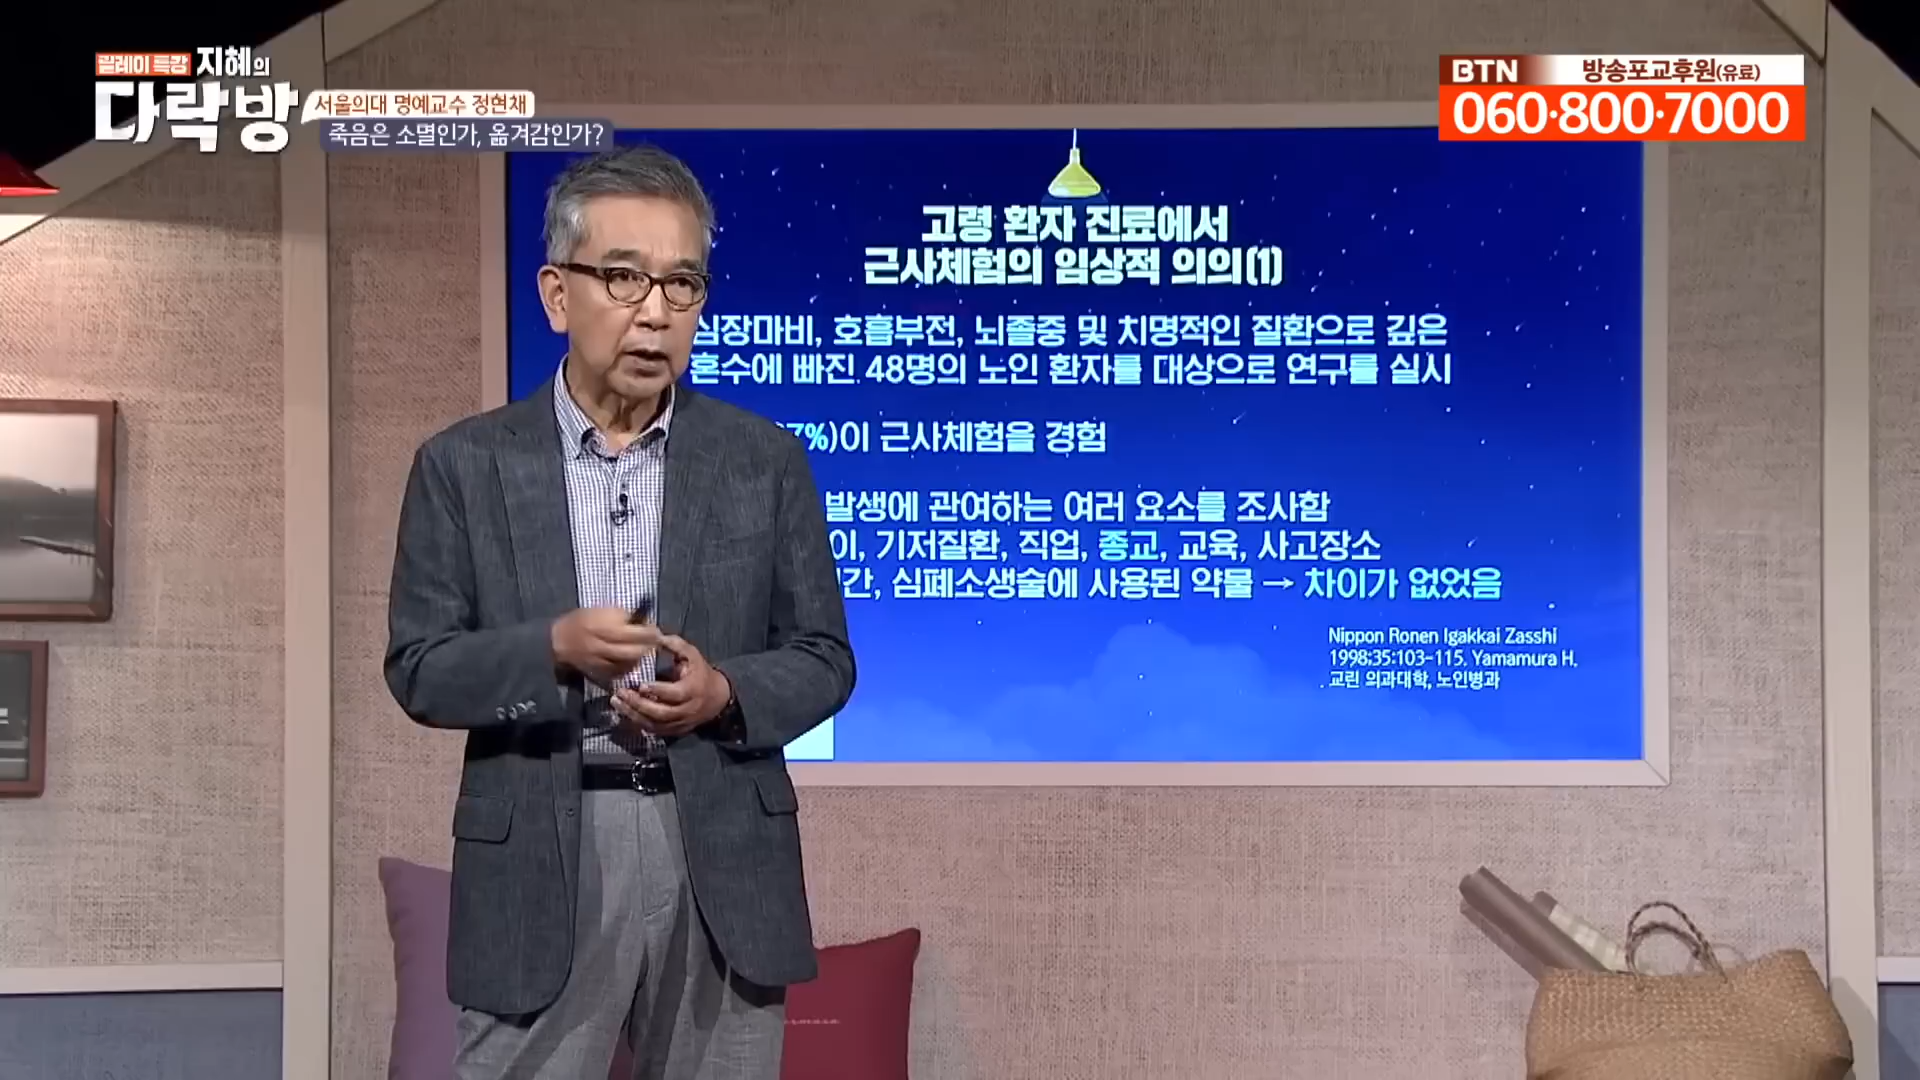 릴레이 특강 지혜의
다락방
서울의대 명예교수 정현채
죽음은 소멸인가, 옮겨감인가?
BTN 방송포교후원(유료)
060·800·7000
고령 환자 진료에서
근사체험의 임상적 의의(1)
심장마비, 호흡부전, 뇌졸중 및 치명적인 질환으로 깊은
혼수에 빠진 48명의 노인 환자를 대상으로 연구를 실시
7%)이 근사체험을 경험
발생에 관여하는 여러 요소를 조사함
이, 기저질환, 직업, 종교, 교육, 사고장소
간, 심폐소생술에 사용된 약물 → 차이가 없었음
Nippon Ronen Igakkai Zasshi
1998;35:103-115. Yamamura H.
교린 의과대학, 노인병과